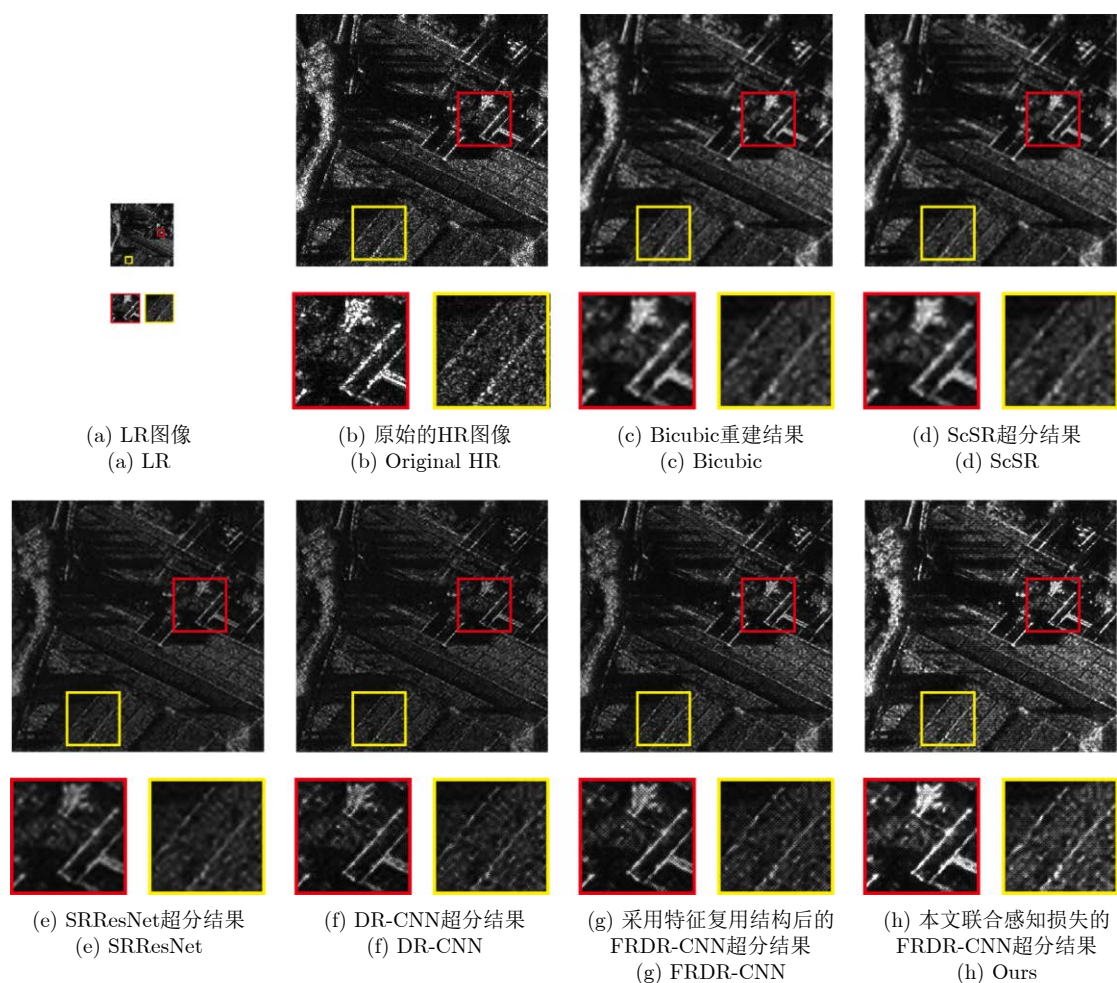 (a) LR图像
(a) LR
(b) 原始的HR图像
(b) Original HR
(c) Bicubic重建结果
(c) Bicubic
(d) ScSR超分结果
(d) ScSR
(e) SRResNet超分结果
(e) SRResNet
(f) DR-CNN超分结果
(f) DR-CNN
(g) 采用特征复用结构后的
FRDR-CNN超分结果
(g) FRDR-CNN
(h) 本文联合感知损失的
FRDR-CNN超分结果
(h) Ours